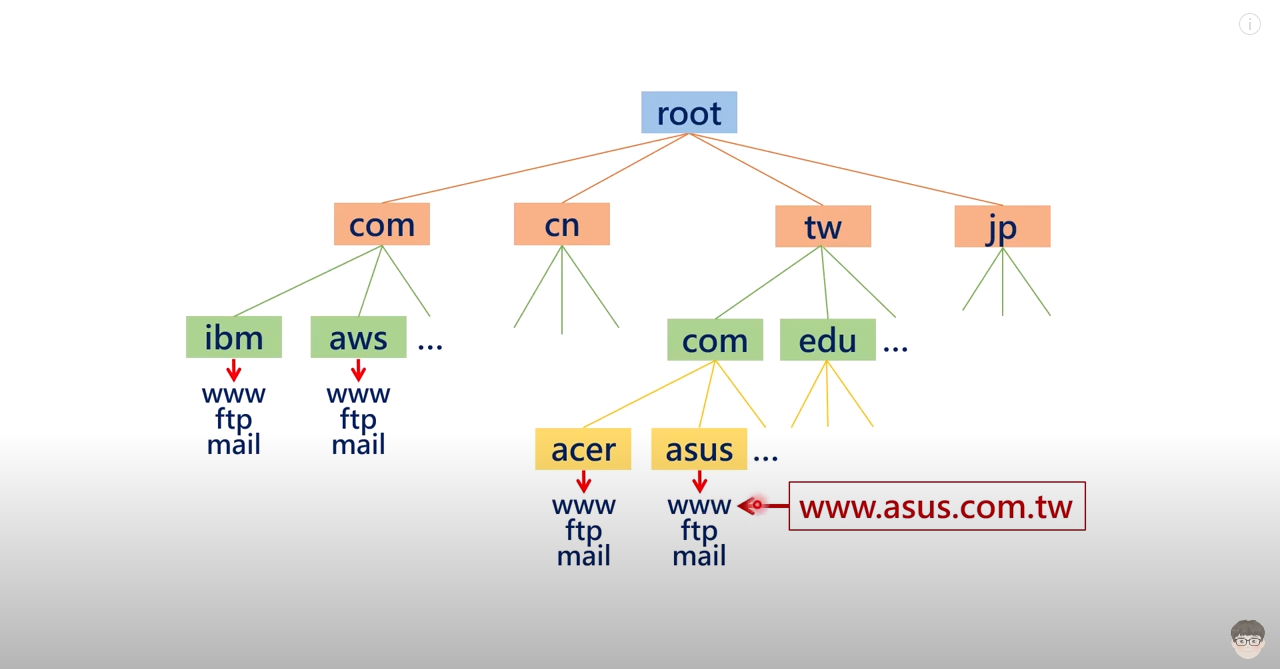 root
com
cn
tw
jp
ibm
aws
...
com
edu
...
www
ftp
mail
www
ftp
mail
acer
asus
...
www
ftp
mail
www
ftp
mail
www.asus.com.tw